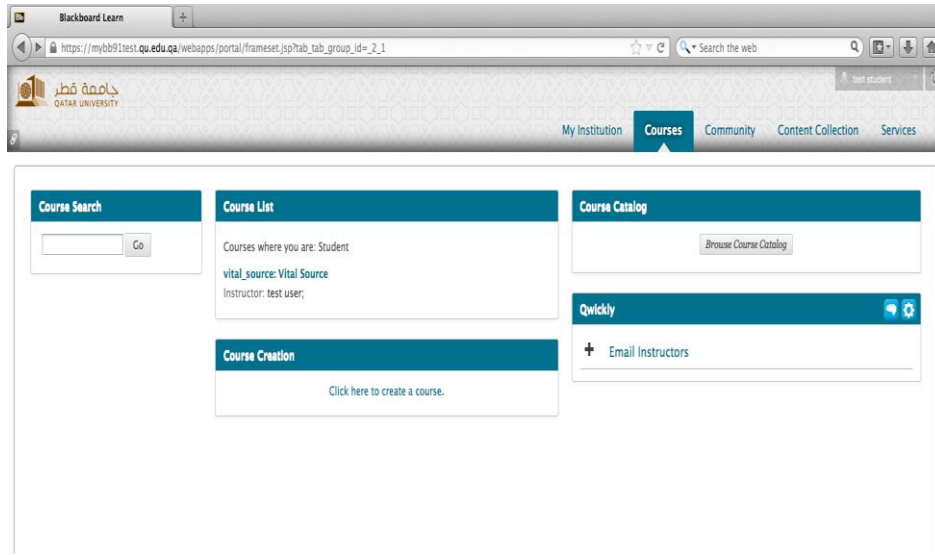 Blackboard Learn
https://mybb91test.qu.edu.qa/webapps/portal/frameset.jsp?tab_tab_group_id=_2_1
Search the web
جامعة قطر
QATAR UNIVERSITY
test student
My Institution Courses Community Content Collection Services
Course Search
Go
Course List
Courses where you are: Student
vital_source: Vital Source
Instructor: test user;
Course Creation
Click here to create a course.
Course Catalog
Browse Course Catalog
Qwickly
Email Instructors